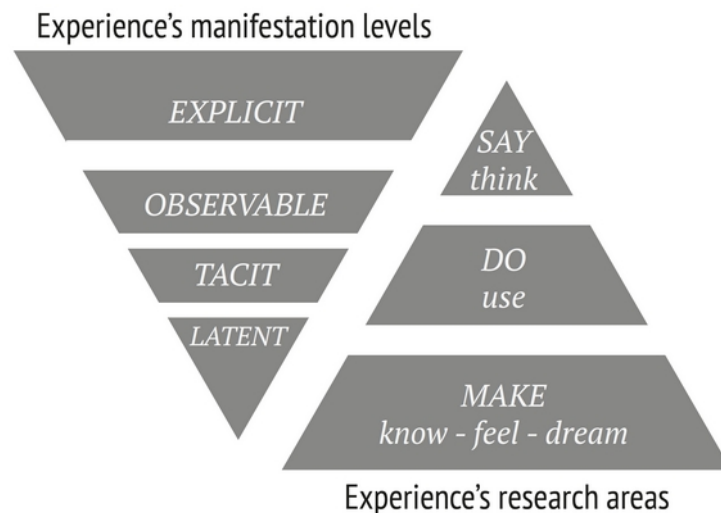 Experience's manifestation levels
EXPLICIT
OBSERVABLE
TACIT
LATENT
SAY
think
DO
use
MAKE
know - feel - dream
Experience's research areas